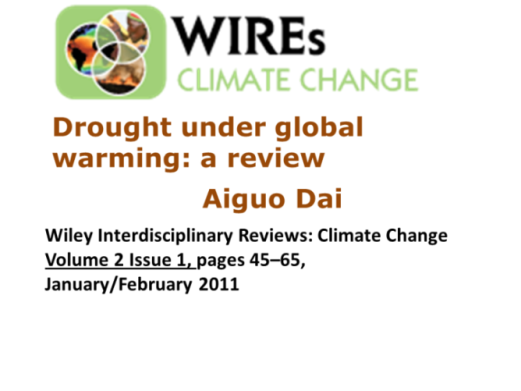 WIREs
CLIMATE CHANGE
Drought under global
warming: a review
Aiguo Dai
Wiley Interdisciplinary Reviews: Climate Change
Volume 2 Issue 1, pages 45–65,
January/February 2011